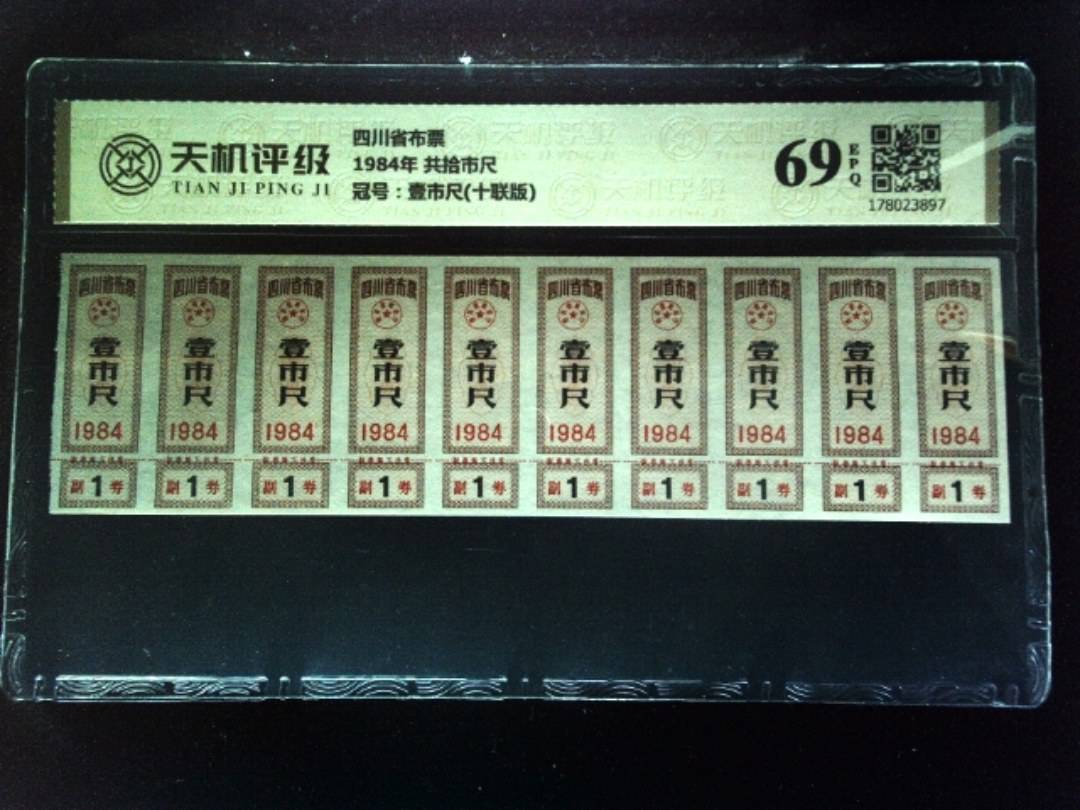 天机评级
TIAN JI PING JI
四川省布票
1984年 共拾市尺
冠号：壹市尺(十联版)
69
EPQ
178023897
四川省布票 四川省布票 四川省布票 四川省布票 四川省布票 四川省布票 四川省布票 四川省布票 四川省布票 四川省布票
壹市尺 壹市尺 壹市尺 壹市尺 壹市尺 壹市尺 壹市尺 壹市尺 壹市尺 壹市尺
1984 1984 1984 1984 1984 1984 1984 1984 1984 1984
副1券 副1券 副1券 副1券 副1券 副1券 副1券 副1券 副1券 副1券